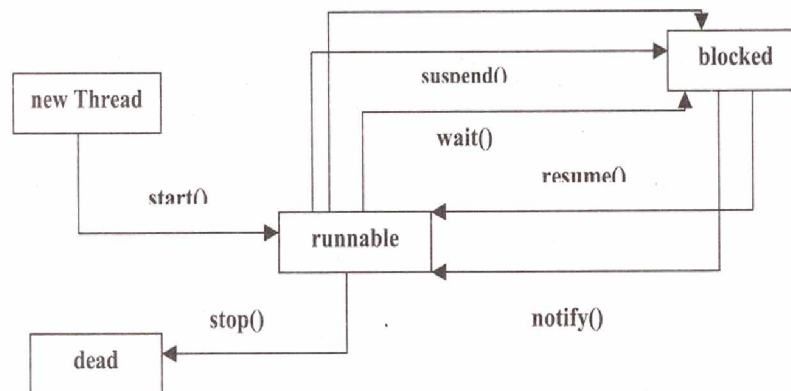 blocked
suspend()
new Thread
wait()
resume()
start()
runnable
stop()
notify()
dead